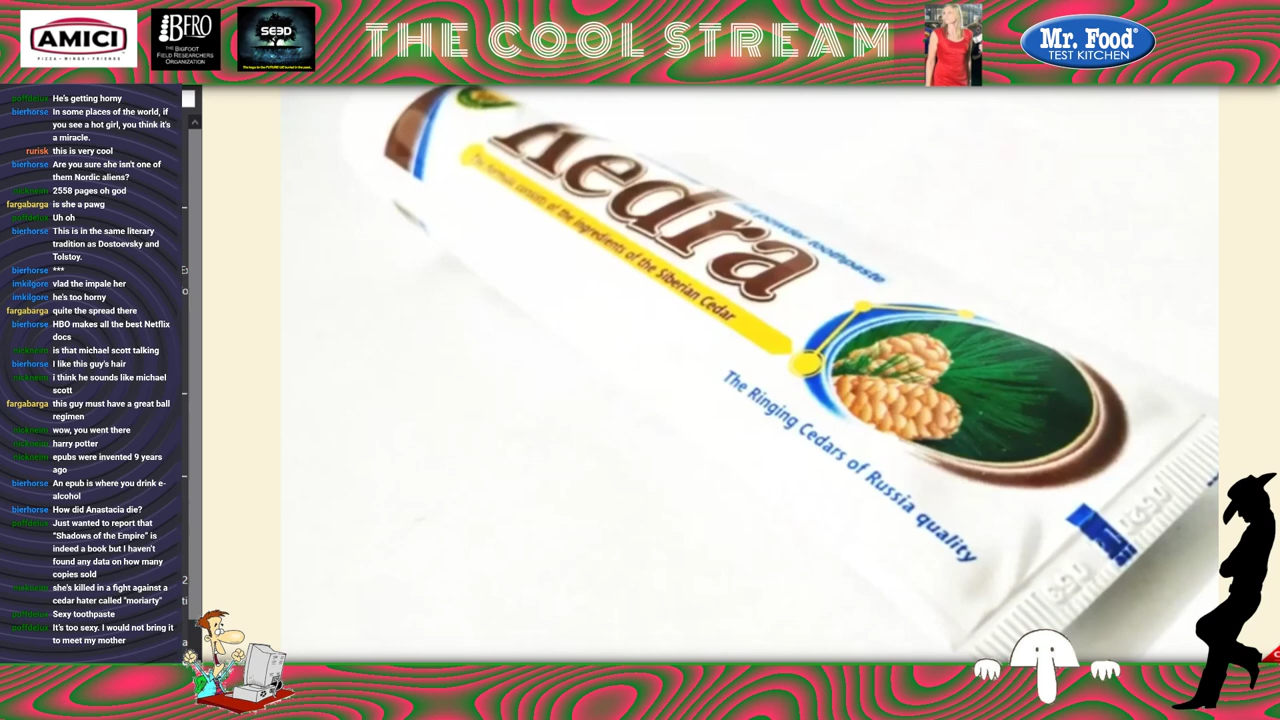 AMICI
PIZZA • WINGS • FRIENDS
BFRO
THE BIGFOOT
FIELD RESEARCHERS
ORGANIZATION
SEED
THE COOL STREAM
Mr. Food
TEST KITCHEN
poffdelux He's getting horny
bierhorse In some places of the world, if
you see a hot girl, you think it's
a miracle.
rurisk this is very cool
bierhorse Are you sure she isn't one of
them Nordic aliens?
2558 pages oh god
fargabarga is she a pawg
poffdelux Uh oh
bierhorse This is in the same literary
tradition as Dostoevsky and
Tolstoy.
bierhorse ***
imkilgore vlad the impale her
imkilgore he's too horny
fargabarga quite the spread there
bierhorse HBO makes all the best Netflix
docs
is that michael scott talking
bierhorse I like this guy's hair
i think he sounds like michael
scott
fargabarga this guy must have a great ball
regimen
wow, you went there
harry potter
epubs were invented 9 years
ago
bierhorse An epub is where you drink e-
alcohol
bierhorse How did Anastacia die?
poffdelux Just wanted to report that
“Shadows of the Empire” is
indeed a book but I haven't
found any data on how many
copies sold
she's killed in a fight against a
cedar hater called "moriarty"
poffdelux Sexy toothpaste
poffdelux It's too sexy. I would not bring it
to meet my mother
Kedra
powder toothpaste
The formula consists of the ingredients of the Siberian Cedar
The Ringing Cedars of Russia quality